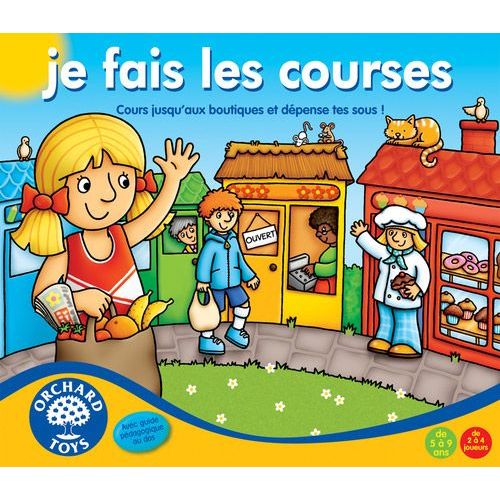 je fais les courses
Cours jusqu'aux boutiques et dépense tes sous !
OUVERT
ORCHARD
TOYS
Avec guide
pédagogique
au dos
de
5 à 9
ans
de
2 à 4
joueurs